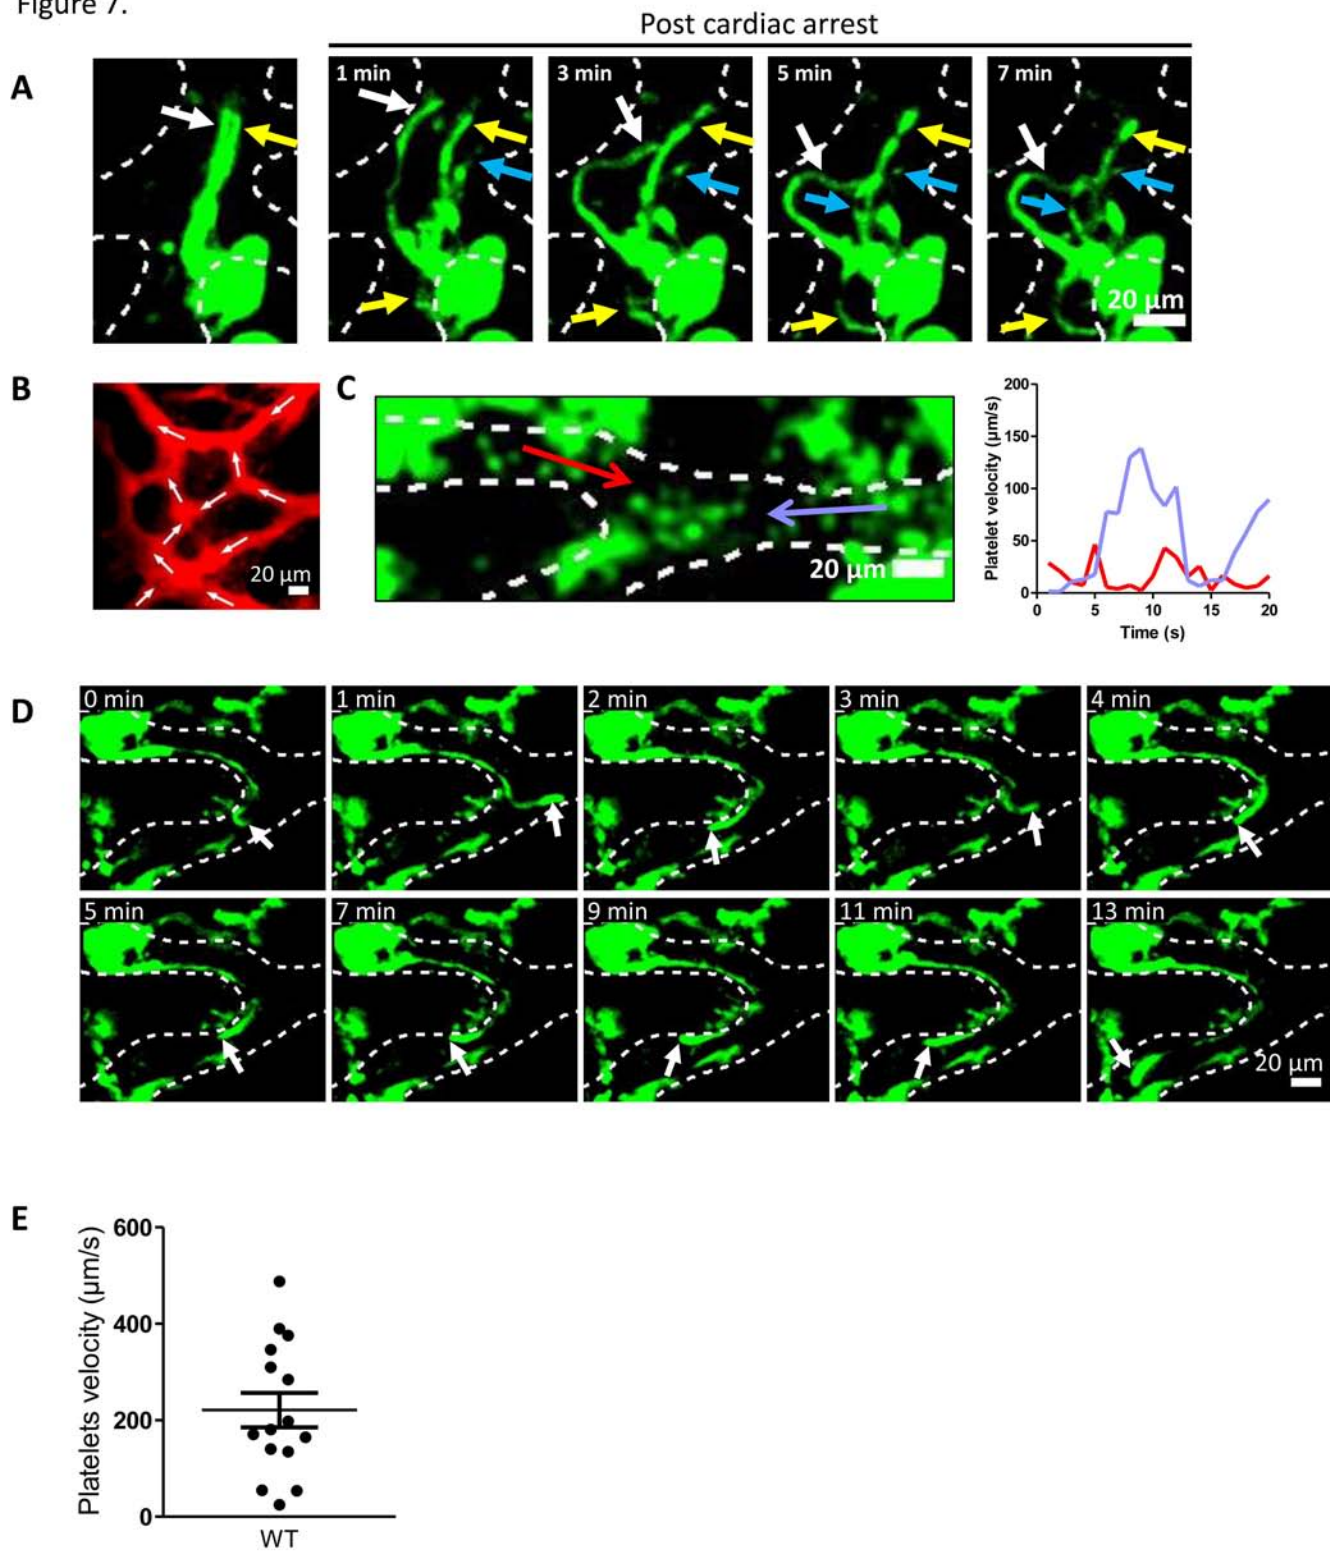 Figure 7.
Post cardiac arrest
A
1 min
3 min
5 min
7 min
20 µm
B
20 µm
C
20 µm
Platelet velocity (µm/s)
200
150
100
50
0
0 5 10 15 20
Time (s)
D
0 min
1 min
2 min
3 min
4 min
5 min
7 min
9 min
11 min
13 min
20 µm
E
Platelets velocity (µm/s)
600
400
200
0
WT